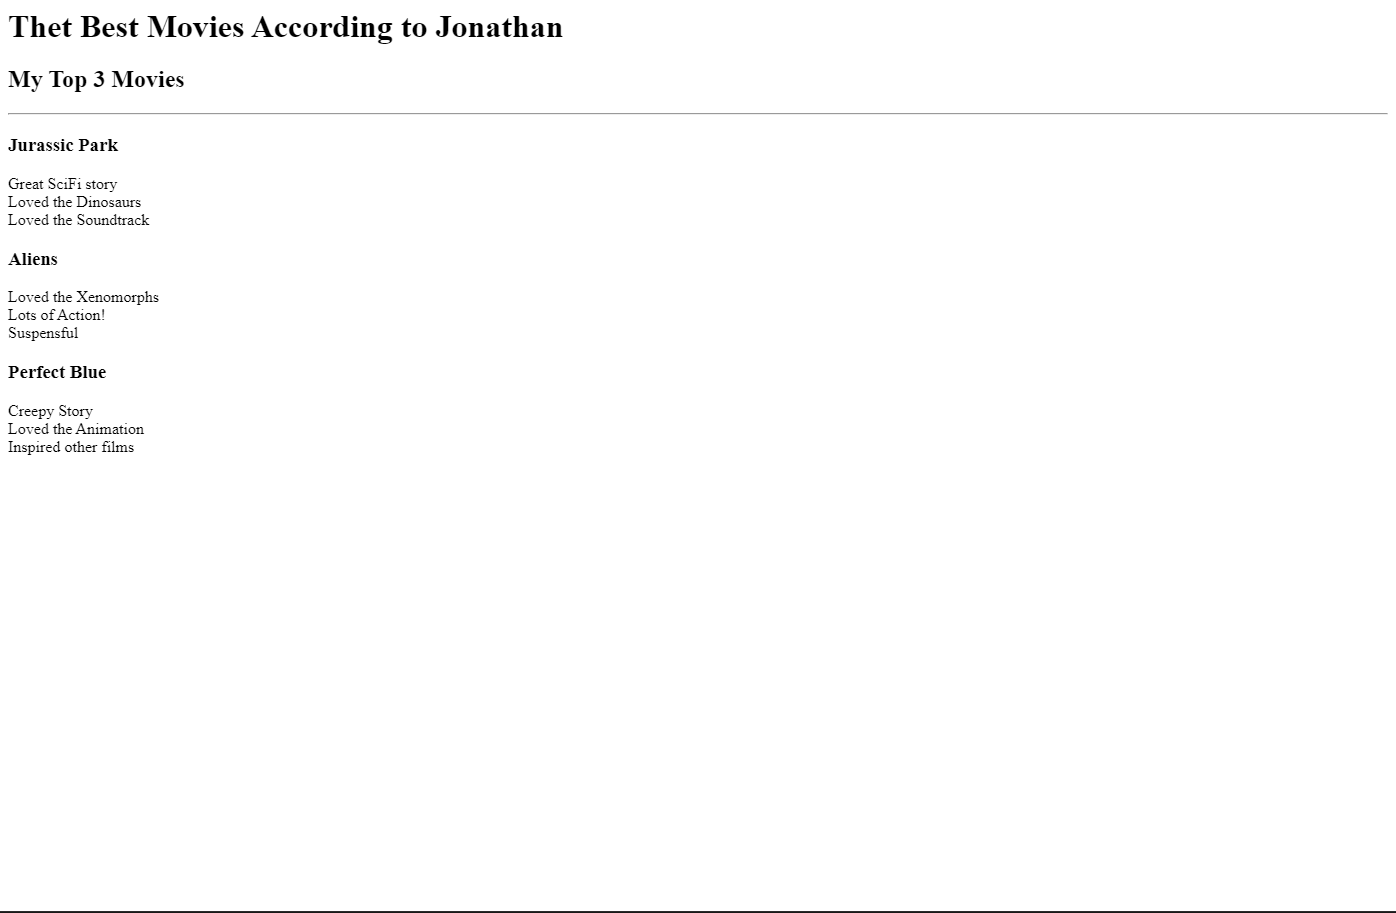 Thet Best Movies According to Jonathan
My Top 3 Movies
Jurassic Park
Great SciFi story
Loved the Dinosaurs
Loved the Soundtrack
Aliens
Loved the Xenomorphs
Lots of Action!
Suspensful
Perfect Blue
Creepy Story
Loved the Animation
Inspired other films